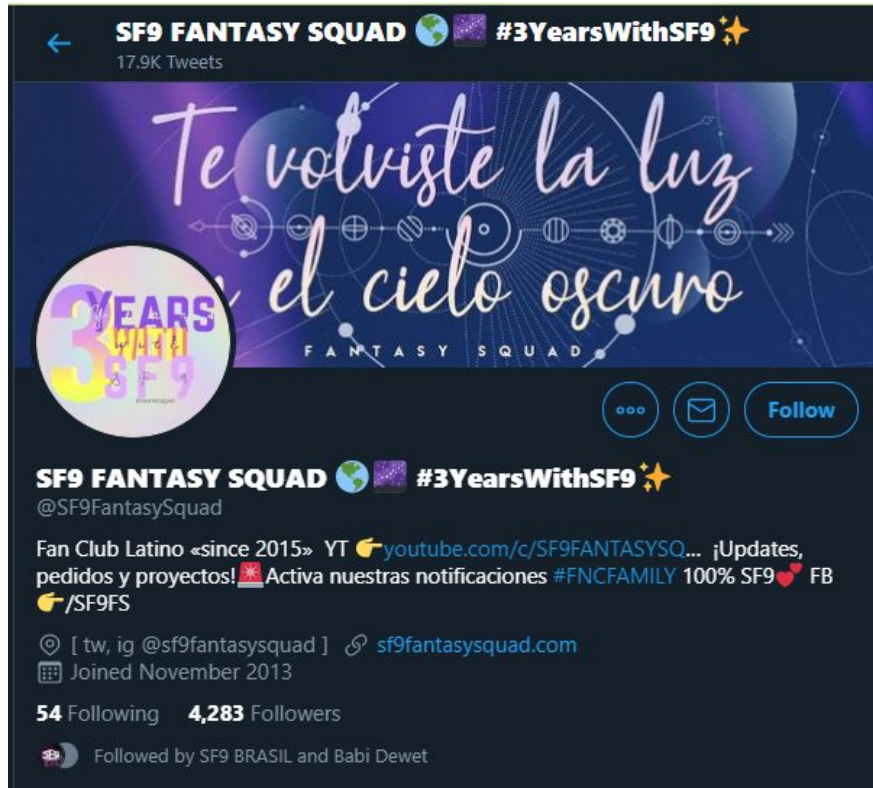 SF9 FANTASY SQUAD 🌎🌌 #3YearsWithSF9✨
17.9K Tweets
Te volviste la luz
el cielo oscuro
FANTASY SQUAD
3 YEARS
WITH
SF9
Follow
SF9 FANTASY SQUAD 🌎🌌 #3YearsWithSF9✨
@SF9FantasySquad
Fan Club Latino «since 2015» YT 👉youtube.com/c/SF9FANTASYSQ... ¡Updates,
pedidos y proyectos!🚨Activa nuestras notificaciones #FNCFAMILY 100% SF9💕 FB
👉/SF9FS
[ tw, ig @sf9fantasysquad ] sf9fantasysquad.com
Joined November 2013
54 Following 4,283 Followers
Followed by SF9 BRASIL and Babi Dewet